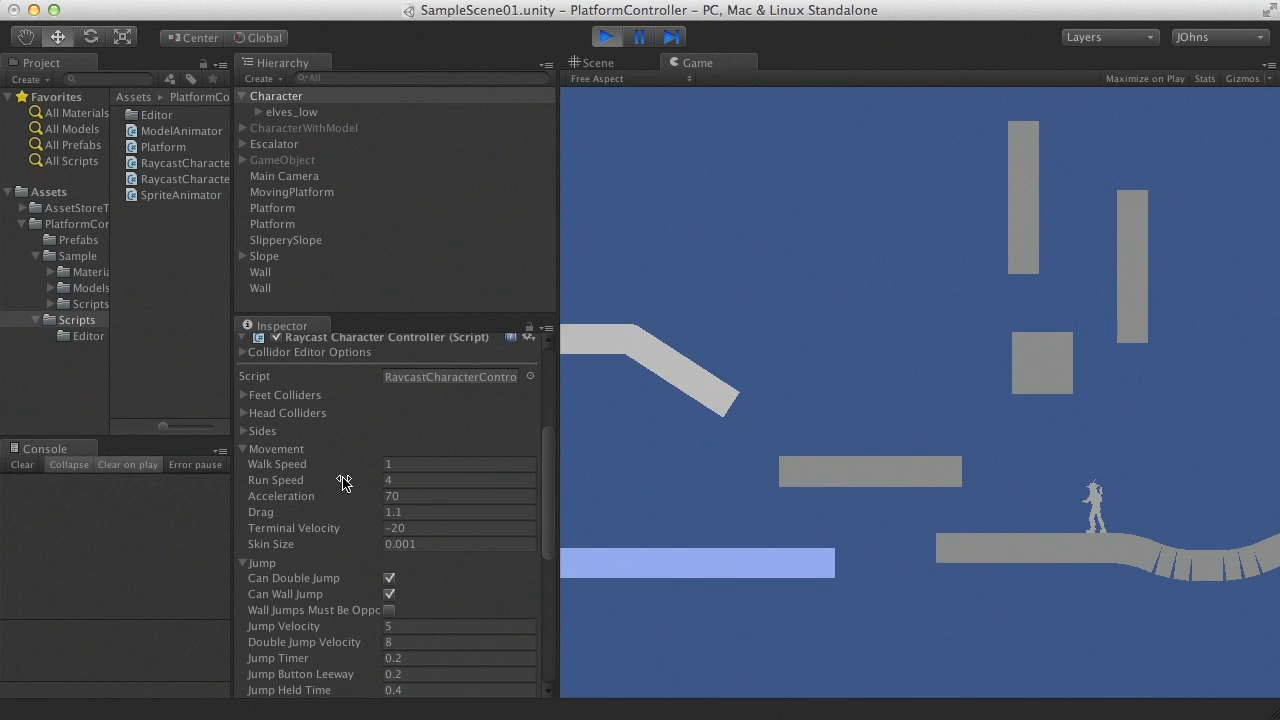 SampleScene01.unity – PlatformController – PC, Mac & Linux Standalone
Center Global Layers JOhns
Project
Create
Favorites
All Materials
All Models
All Prefabs
All Scripts
Assets
AssetStoreT
PlatformCor
Prefabs
Sample
Materia
Models
Scripts
Scripts
Editor
Assets PlatformCo
Editor
ModelAnimator
Platform
RaycastCharacte
RaycastCharacte
SpriteAnimator
Console
Clear Collapse Clear on play Error pause
Hierarchy
Create All
Character
elves_low
CharacterWithModel
Escalator
GameObject
Main Camera
MovingPlatform
Platform
Platform
SlipperySlope
Slope
Wall
Wall
Inspector
Raycast Character Controller (Script)
Collidor Editor Options
Script RaycastCharacterContro
Feet Colliders
Head Colliders
Sides
Movement
Walk Speed 1
Run Speed 4
Acceleration 70
Drag 1.1
Terminal Velocity -20
Skin Size 0.001
Jump
Can Double Jump
Can Wall Jump
Wall Jumps Must Be Oppo
Jump Velocity 5
Double Jump Velocity 8
Jump Timer 0.2
Jump Button Leeway 0.2
Jump Held Time 0.4
Scene Game
Free Aspect Maximize on Play Stats Gizmos